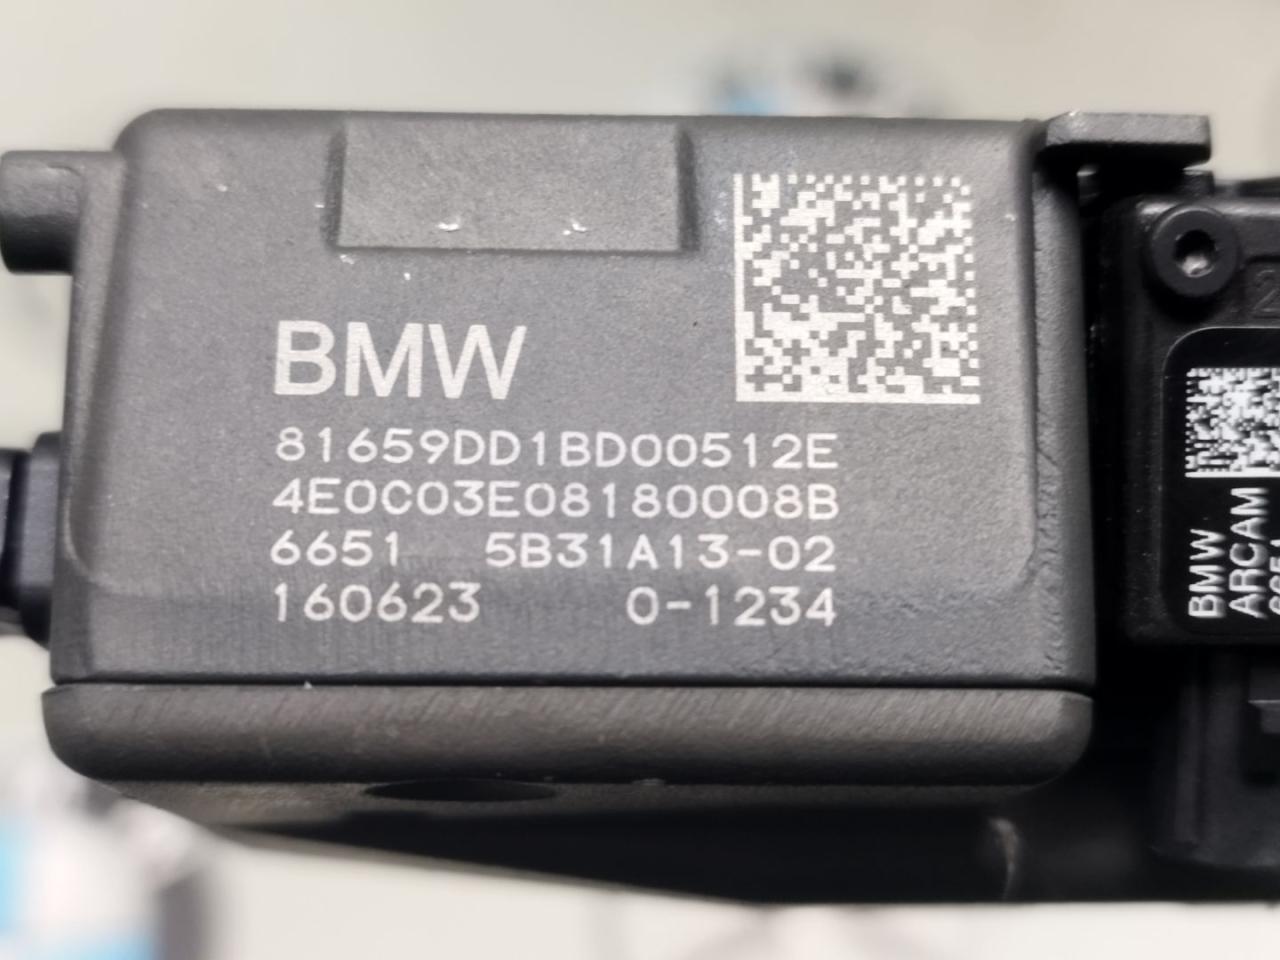 BMW
81659DD1BD00512E
4E0C03E08180008B
6651 5B31A13-02
160623 0-1234
BMW
ARCAM